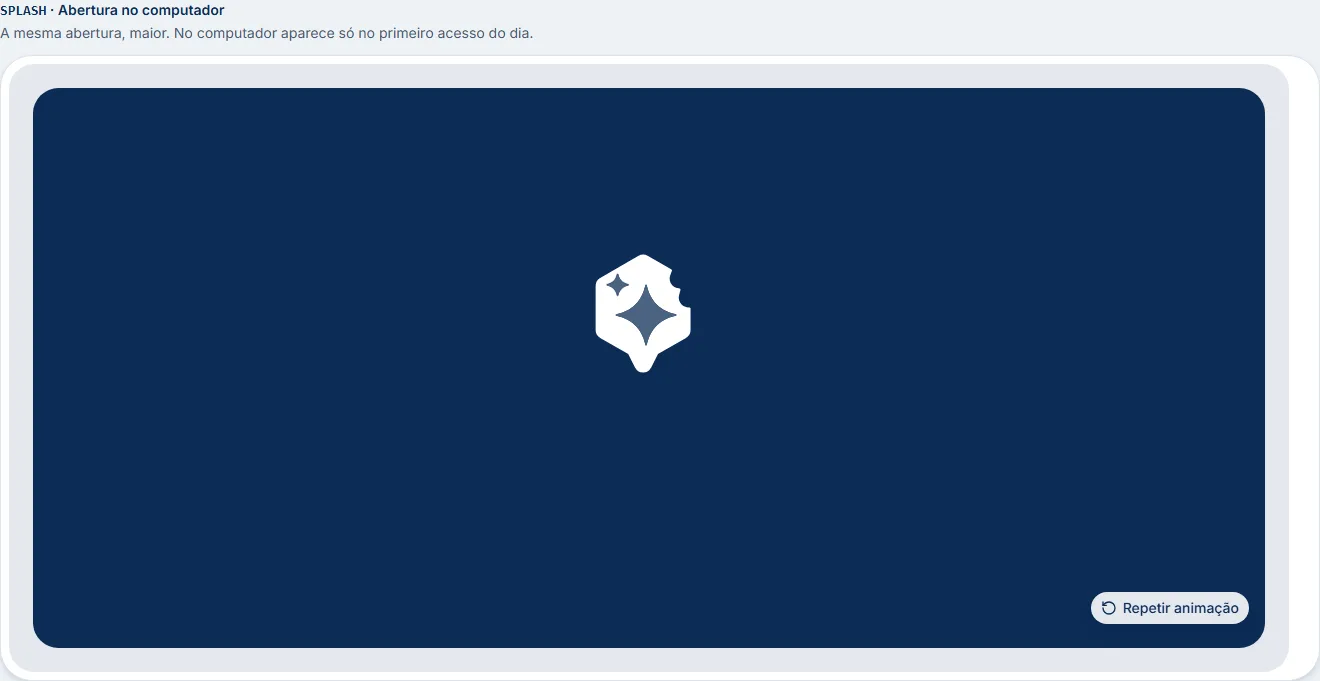 SPLASH · Abertura no computador
A mesma abertura, maior. No computador aparece só no primeiro acesso do dia.
Repetir animação